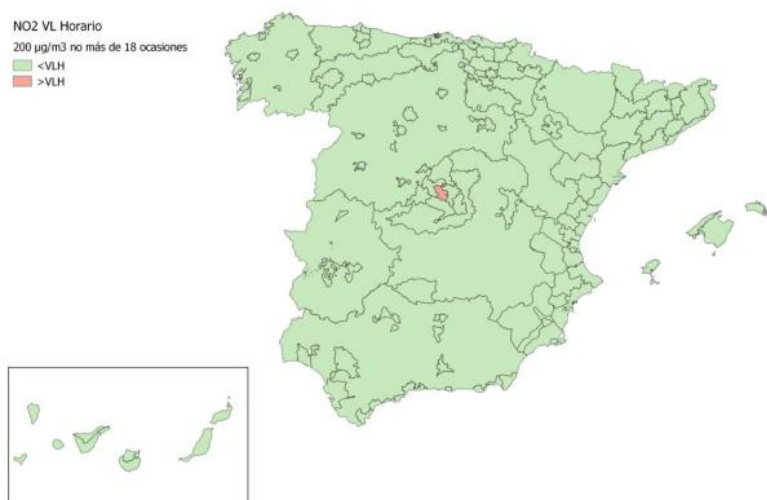 NO2 VL Horario
200 µg/m3 no más de 18 ocasiones
<VLH
>VLH